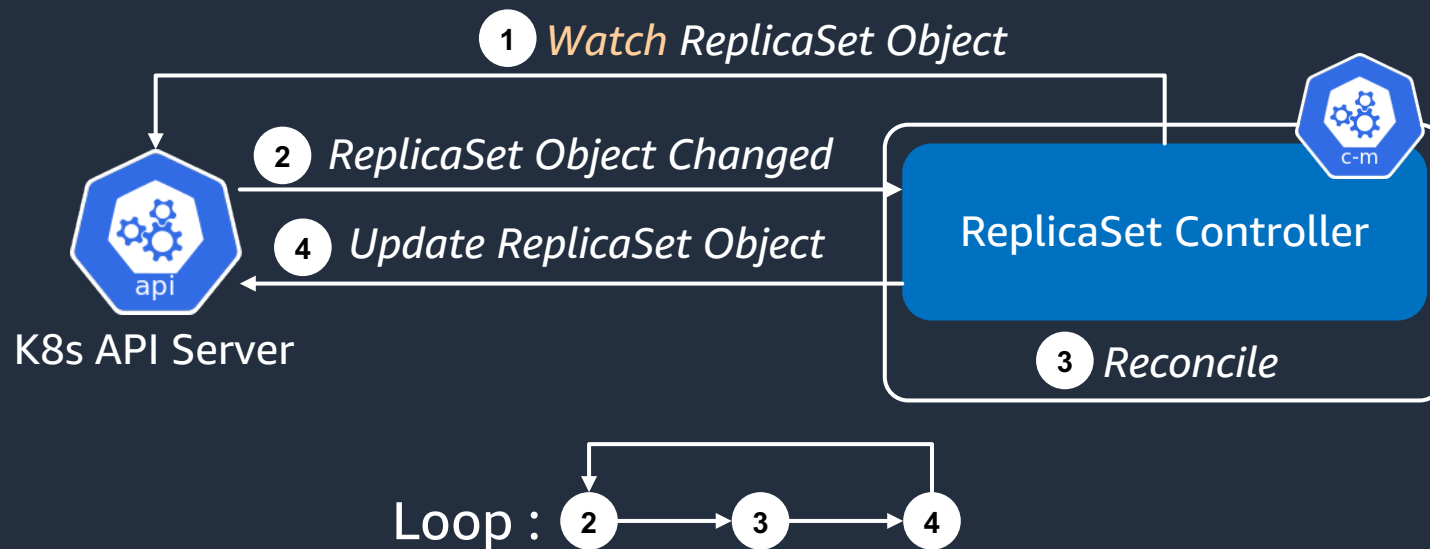 1 Watch ReplicaSet Object
c-m
2 ReplicaSet Object Changed
ReplicaSet Controller
4 Update ReplicaSet Object
api
K8s API Server
3 Reconcile
Loop : 2 3 4